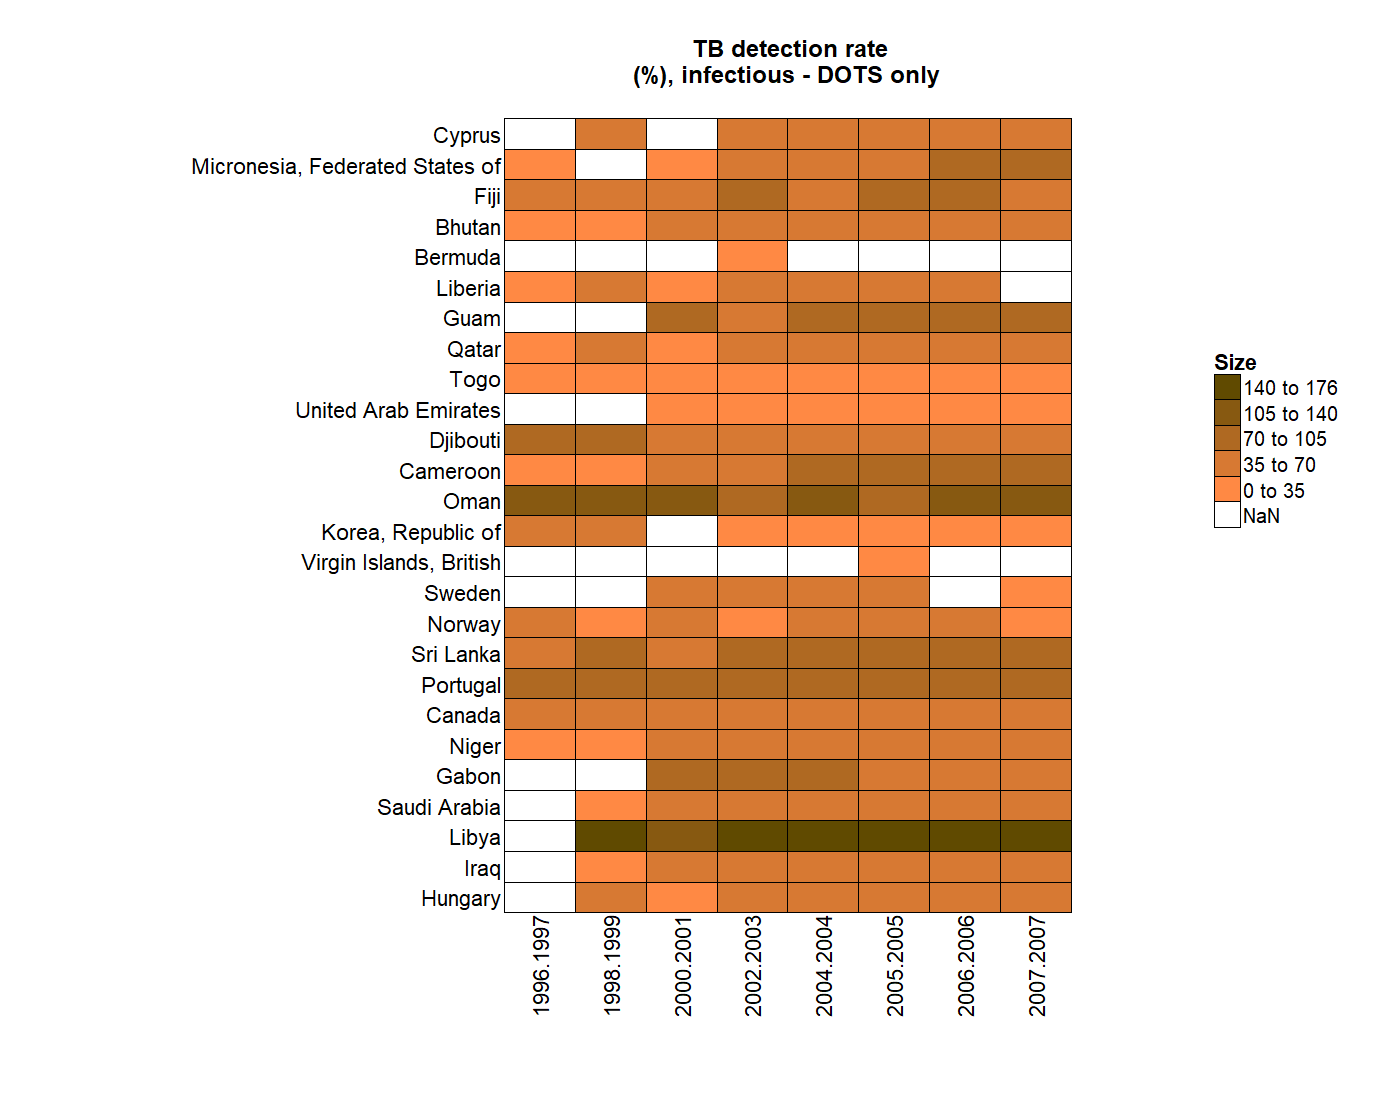 TB detection rate
(%), infectious - DOTS only
Cyprus
Micronesia, Federated States of
Fiji
Bhutan
Bermuda
Liberia
Guam
Qatar
Togo
United Arab Emirates
Djibouti
Cameroon
Oman
Korea, Republic of
Virgin Islands, British
Sweden
Norway
Sri Lanka
Portugal
Canada
Niger
Gabon
Saudi Arabia
Libya
Iraq
Hungary
1996.1997
1998.1999
2000.2001
2002.2003
2004.2004
2005.2005
2006.2006
2007.2007
Size
140 to 176
105 to 140
70 to 105
35 to 70
0 to 35
NaN